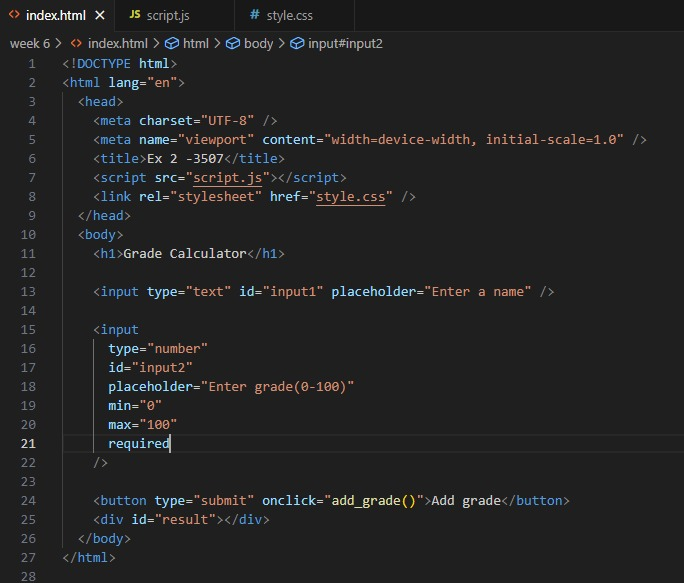 <> index.html ×
JS script.js
# style.css
week 6 > <> index.html > html > body > input#input2
1 <!DOCTYPE html>
2 <html lang="en">
3 <head>
4 <meta charset="UTF-8" />
5 <meta name="viewport" content="width=device-width, initial-scale=1.0" />
6 <title>Ex 2 -3507</title>
7 <script src="script.js"></script>
8 <link rel="stylesheet" href="style.css" />
9 </head>
10 <body>
11 <h1>Grade Calculator</h1>
12
13 <input type="text" id="input1" placeholder="Enter a name" />
14
15 <input
16 type="number"
17 id="input2"
18 placeholder="Enter grade(0-100)"
19 min="0"
20 max="100"
21 required
22 />
23
24 <button type="submit" onclick="add_grade()">Add grade</button>
25 <div id="result"></div>
26 </body>
27 </html>
28